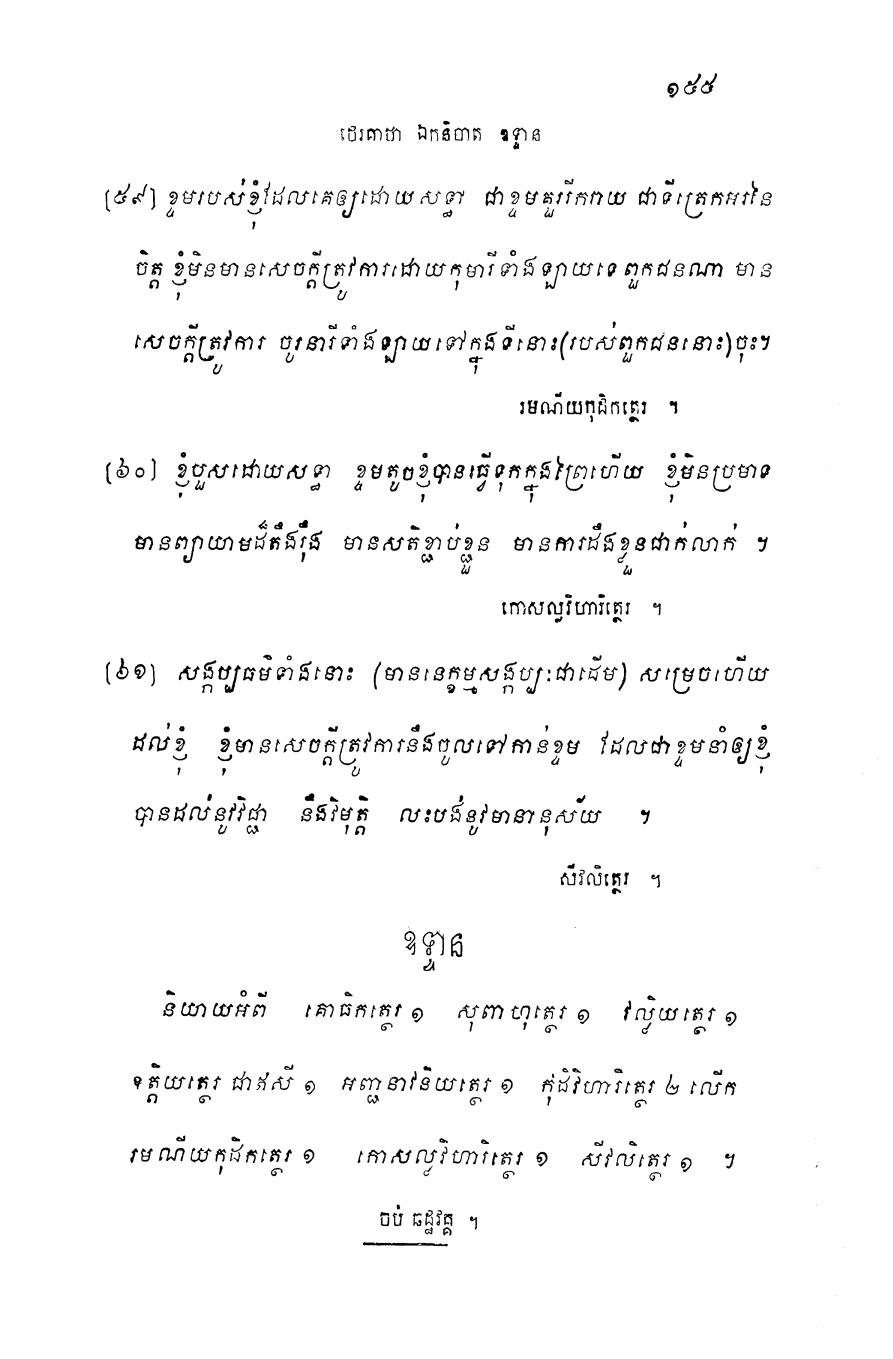 ១៥៥
ថេរគាថា ឯកនិបាត ឧទ្ទាន
[៥៩] ខ្ទមរបស់ខ្ញុំដែលគេឲ្យដោយសទ្ធា ជាខ្ទមគួររីករាយ ជាទីត្រេកអរនៃ
ចិត្ត ខ្ញុំមិនមានសេចក្តីត្រូវការដោយកុមារីទាំងឡាយទេ ពួកជនណា មាន
សេចក្តីត្រូវការ ចូរនារីទាំងឡាយទៅក្នុងទីនោះ(របស់ពួកជននោះ)ចុះ។
រមណីយកុដិកត្ថេរ ។
[៦០] ខ្ញុំបួសដោយសទ្ធា ខ្ទមតូចខ្ញុំបានធ្វើទុកក្នុងព្រៃហើយ ខ្ញុំមិនប្រមាទ
មានព្យាយាមដ៏តឹងរ៉ឹង មានសតិខ្ជាប់ខ្ជួន មានការដឹងខ្លួនជាក់លាក់ ។
កោសល្លវិហារិត្ថេរ ។
[៦១] សង្កប្បធម៌ទាំងនោះ (មាននេក្ខម្មសង្កប្បៈជាដើម) សម្រេចហើយ
ដល់ខ្ញុំ ខ្ញុំមានសេចក្តីត្រូវការនឹងចូលទៅកាន់ខ្ទម ដែលជាខ្ទមនាំឲ្យខ្ញុំ
បានដល់នូវវិជ្ជា នឹងវិមុត្តិ លះបង់នូវមានានុស័យ ។
សីវលិត្ថេរ ។
ឧទ្ទាន
និយាយអំពី គោធិកត្ថេរ ១ សុពាហុត្ថេរ ១ វល្លិយត្ថេរ ១
ឧត្តិយត្ថេរ ជាឥសី ១ អញ្ជនាវនិយត្ថេរ ១ កុដិវិហារិត្ថេរ ២ លើក
រមណីយកុដិកត្ថេរ ១ កោសល្លវិហារិត្ថេរ ១ សីវលិត្ថេរ ១ ។
ចប់ ឆដ្ឋវគ្គ ។